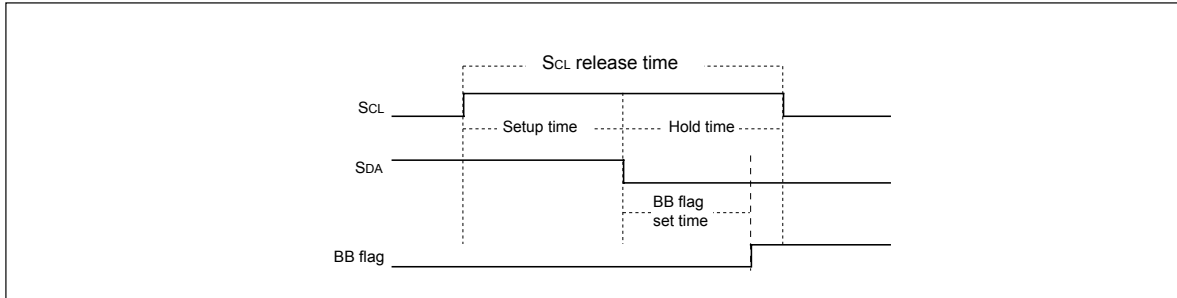 SCL release time
SCL
Setup time
Hold time
SDA
BB flag
set time
BB flag